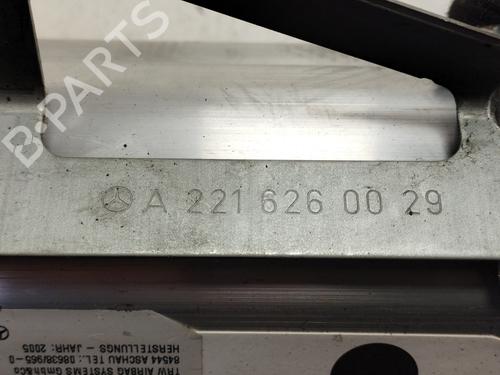 B-PARTS
A 221 626 00 29
TRW AIRBAG SYSTEMS Gmbh&Co
84544 ASCHAU TEL.: 08638/965-0
HERSTELLUNGS - JAHR: 2005